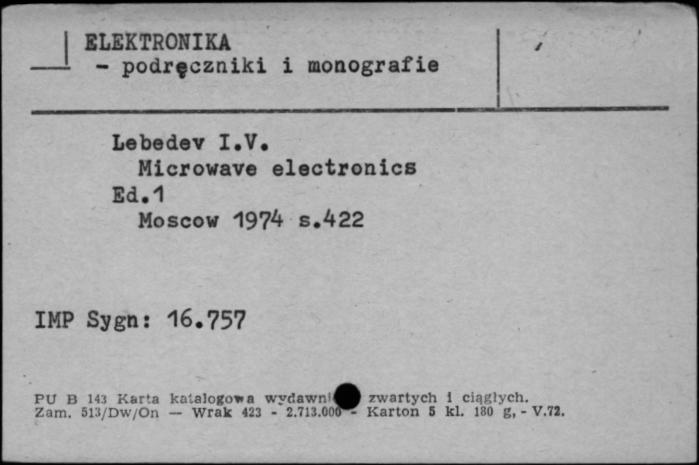 ELEKTRONIKA
- podręczniki i monografie
Lebedev I.V.
Microwave electronics
Ed.1
Moscow 1974 s.422
IMP Sygn: 16.757
PU B 143 Karta katalogowa zwartych i ciągłych.
Zam. 513/Dw/On — Wrak 423 - 2.713.000 - Karton 5 kl. 180 g, - V.72.